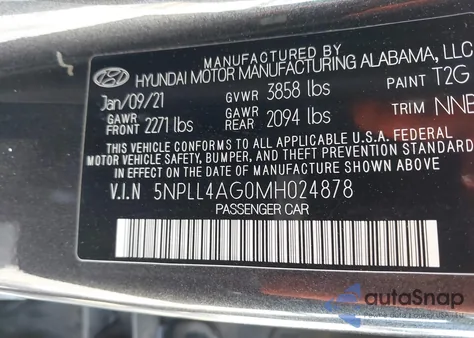 MANUFACTURED BY
HYUNDAI MOTOR MANUFACTURING ALABAMA, LLC
Jan/09/21 GVWR 3858 lbs PAINT T2G
GAWR FRONT 2271 lbs GAWR REAR 2094 lbs TRIM NNB
THIS VEHICLE CONFORMS TO ALL APPLICABLE U.S.A. FEDERAL
MOTOR VEHICLE SAFETY, BUMPER, AND THEFT PREVENTION STANDARD
IN EFFECT ON THE DATE OF MANUFACTURE SHOWN ABOVE.
V.I.N 5NPLL4AG0MH024878
PASSENGER CAR
autoSnap